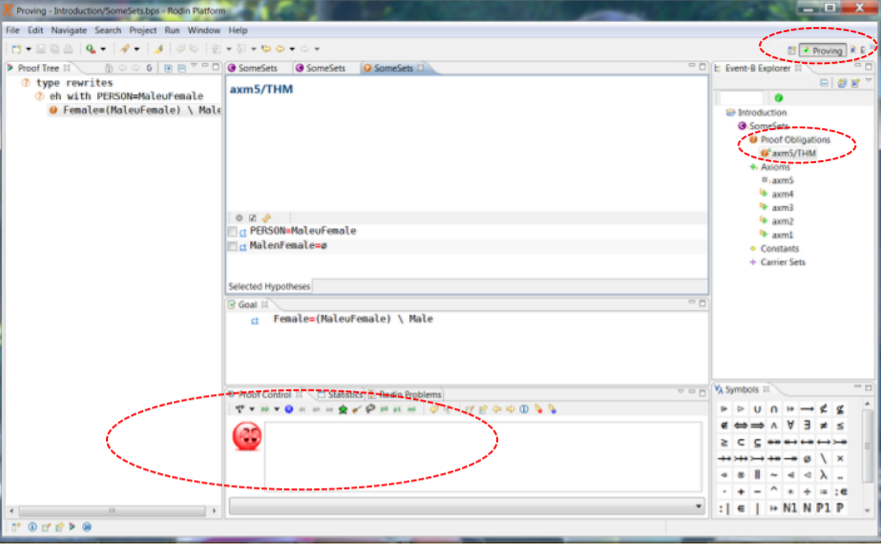 Proving - Introduction/SomeSets.bps - Rodin Platform
File Edit Navigate Search Project Run Window Help
Proving
Proof Tree
type rewrites
eh with PERSON=Male∪Female
Female=(Male∪Female) \ Male
SomeSets SomeSets SomeSets
axm5/THM
ct PERSON=Male∪Female
ct Male∩Female=∅
Selected Hypotheses
Goal
ct Female=(Male∪Female) \ Male
Proof Control Statistics Rodin Problems
Event-B Explorer
Introduction
SomeSets
Proof Obligations
axm5/THM
Axioms
axm5
axm4
axm3
axm2
axm1
Constants
Carrier Sets
Symbols
N1 N P1 P